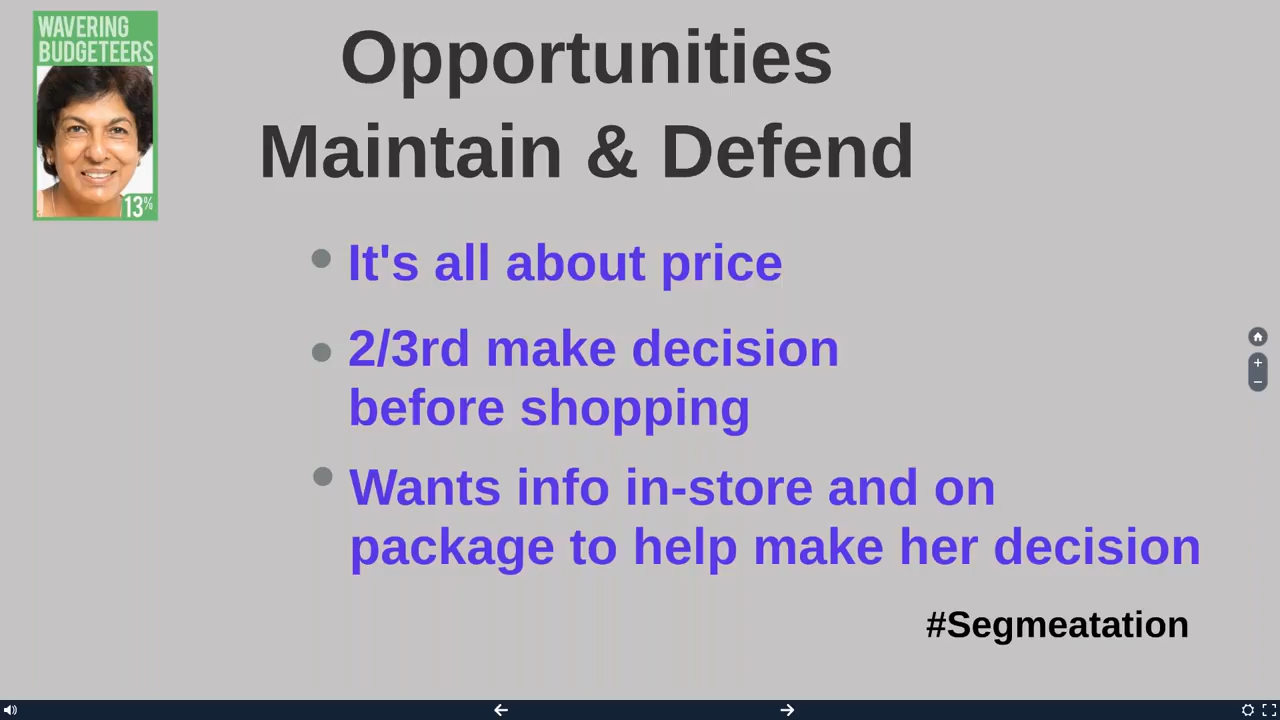 WAVERING
BUDGETEERS
13%
Opportunities
Maintain & Defend
It's all about price
2/3rd make decision
before shopping
Wants info in-store and on
package to help make her decision
#Segmeatation